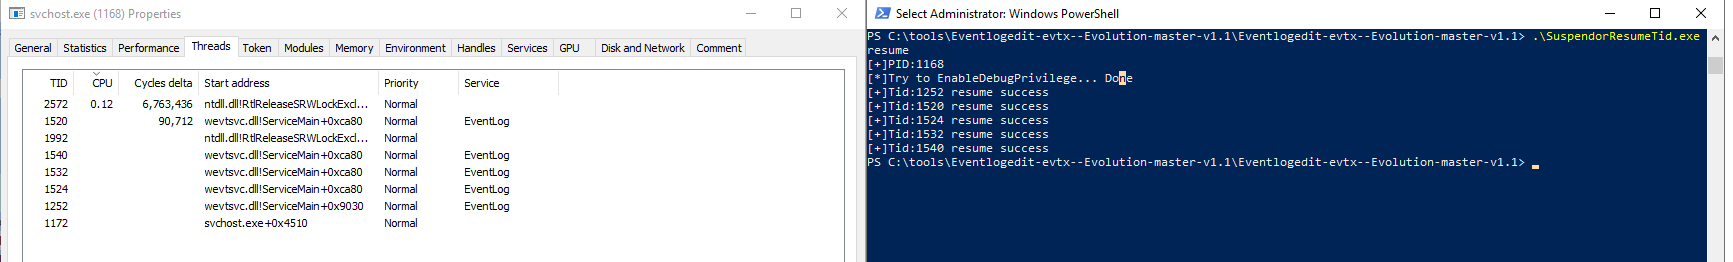 svchost.exe (1168) Properties
General Statistics Performance Threads Token Modules Memory Environment Handles Services GPU Disk and Network Comment
TID CPU Cycles delta Start address Priority Service
2572 0.12 6,763,436 ntdll.dll!RtlReleaseSRWLockExcl... Normal
1520 90,712 wevtsvc.dll!ServiceMain+0xca80 Normal EventLog
1992 ntdll.dll!RtlReleaseSRWLockExcl... Normal
1540 wevtsvc.dll!ServiceMain+0xca80 Normal EventLog
1532 wevtsvc.dll!ServiceMain+0xca80 Normal EventLog
1524 wevtsvc.dll!ServiceMain+0xca80 Normal EventLog
1252 wevtsvc.dll!ServiceMain+0x9030 Normal EventLog
1172 svchost.exe+0x4510 Normal
Select Administrator: Windows PowerShell
PS C:\tools\Eventlogedit-evtx--Evolution-master-v1.1\Eventlogedit-evtx--Evolution-master-v1.1> .\SuspendorResumeTid.exe
resume
[+]PID:1168
[*]Try to EnableDebugPrivilege... Done
[+]Tid:1252 resume success
[+]Tid:1520 resume success
[+]Tid:1524 resume success
[+]Tid:1532 resume success
[+]Tid:1540 resume success
PS C:\tools\Eventlogedit-evtx--Evolution-master-v1.1\Eventlogedit-evtx--Evolution-master-v1.1>